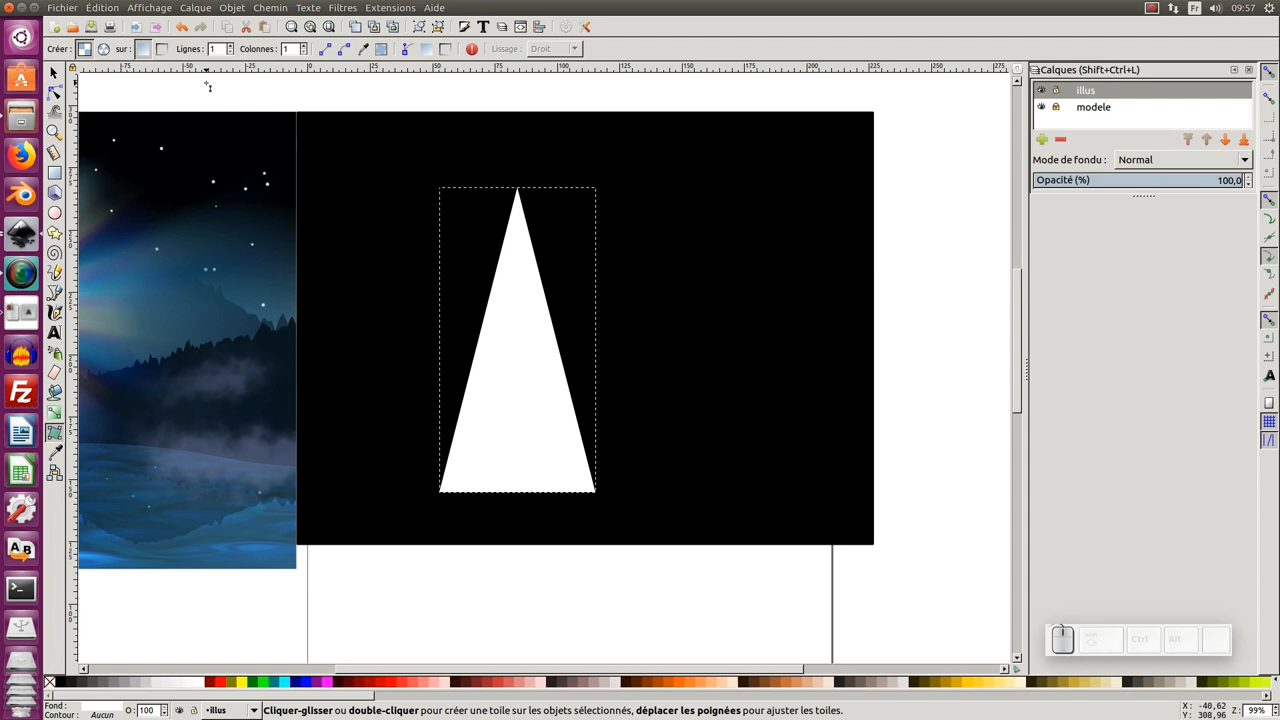 Fichier Édition Affichage Calque Objet Chemin Texte Filtres Extensions Aide
Fr 09:57
Créer : sur : Lignes : 1 Colonnes : 1 Lissage : Droit
Calques (Shift+Ctrl+L)
illus
modele
Mode de fondu : Normal
Opacité (%) 100,0
Ctrl Alt
Fond :
Contour : Aucun
O : 100
•illus
Cliquer-glisser ou double-cliquer pour créer une toile sur les objets sélectionnés, déplacer les poignées pour ajuster les toiles.
X : -40,62
Y : 308,96
Z : 99%